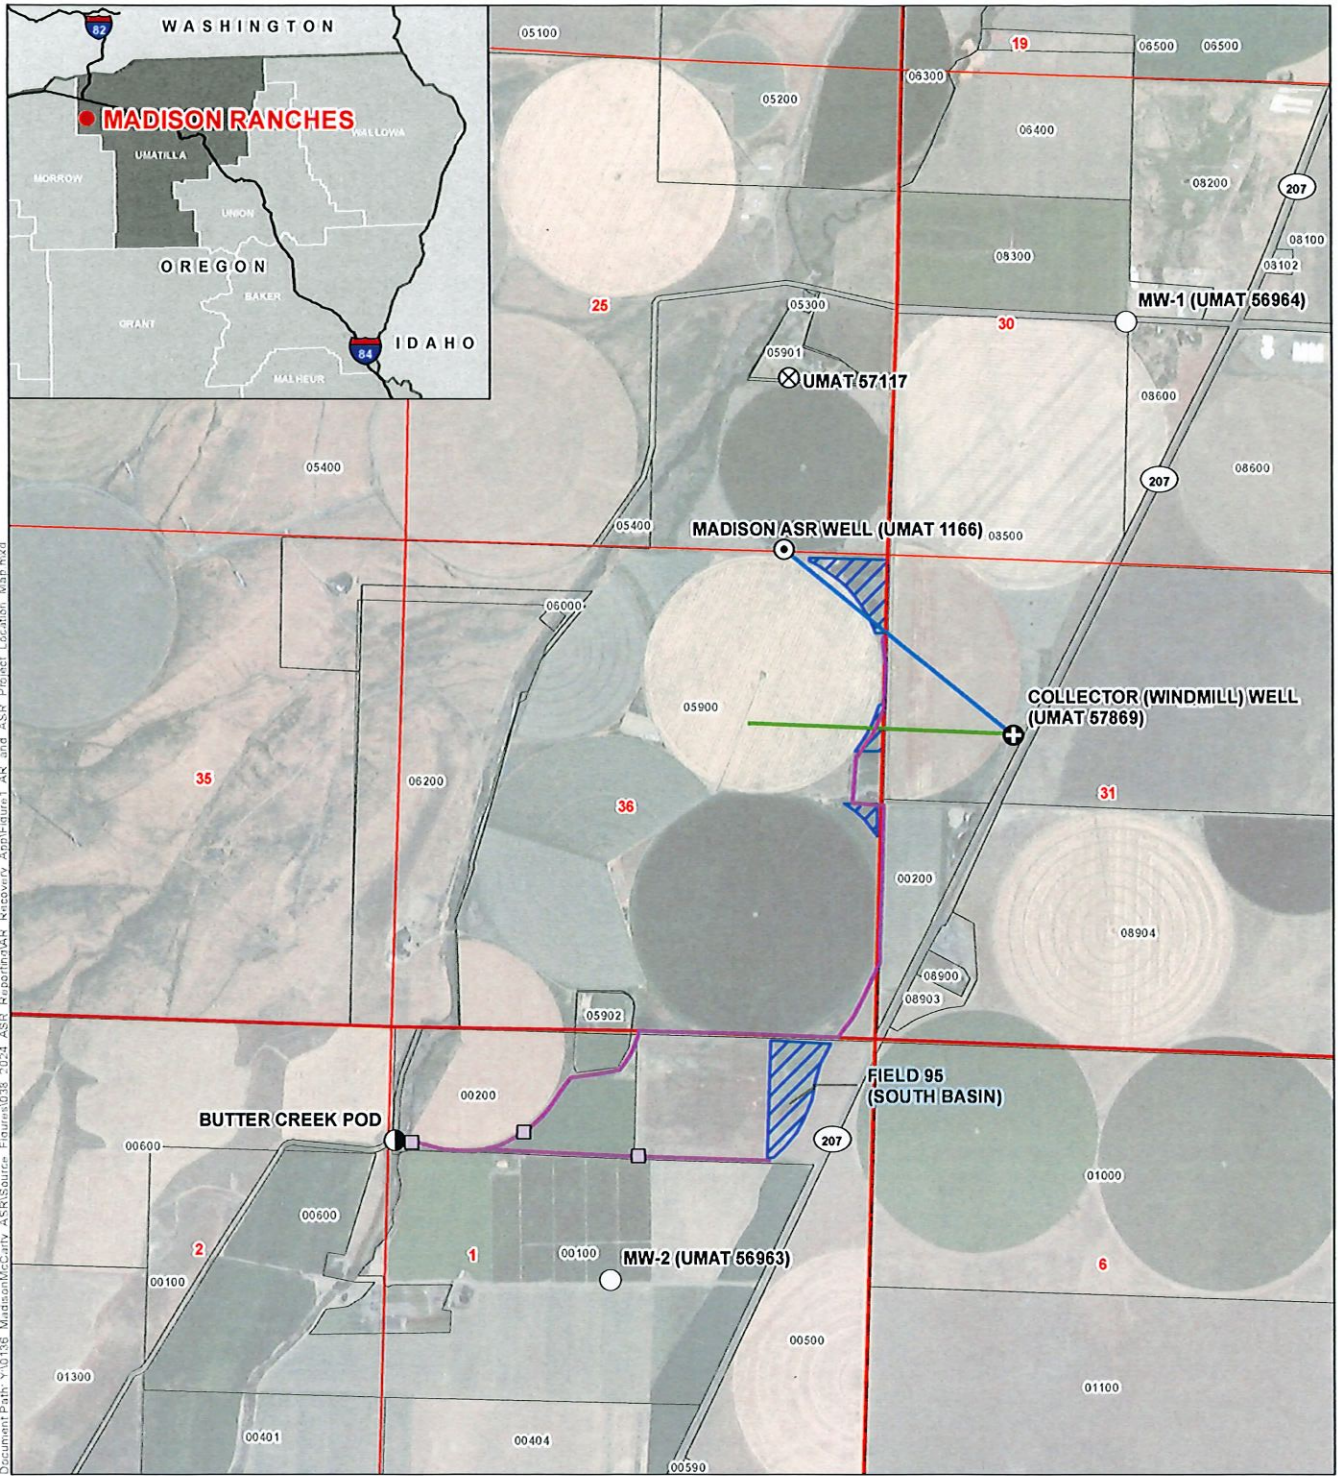 82
WASHINGTON
MADISON RANCHES
WALLOWA
UMATILLA
MORROW
UNION
OREGON
BAKER
GRANT
IDAHO
84
MALHEUR
05100
19
06500
06500
06300
05200
06400
08200
207
08100
08102
08300
MW-1 (UMAT 56964)
25
05300
30
05901
UMAT 57117
08600
05400
08600
207
05400
MADISON ASR WELL (UMAT 1166)
08500
06000
COLLECTOR (WINDMILL) WELL
(UMAT 57869)
05900
35
06200
36
31
00200
08904
08900
08903
05902
FIELD 95
(SOUTH BASIN)
00200
BUTTER CREEK POD
00600
207
01000
00600
2
1
00100
MW-2 (UMAT 56963)
6
00100
00500
01300
01100
00401
00404
00590